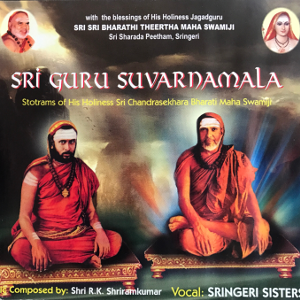 with the blessings of His Holiness Jagadguru
SRI SRI BHARATHI THEERTHA MAHA SWAMIJI
Sri Sharada Peetham, Sringeri
SRI GURU SUVARNAMALA
Stotrams of His Holiness Sri Chandrasekhara Bharati Maha Swamiji
Composed by: Shri R.K. Shriramkumar
Vocal: SRINGERI SISTERS